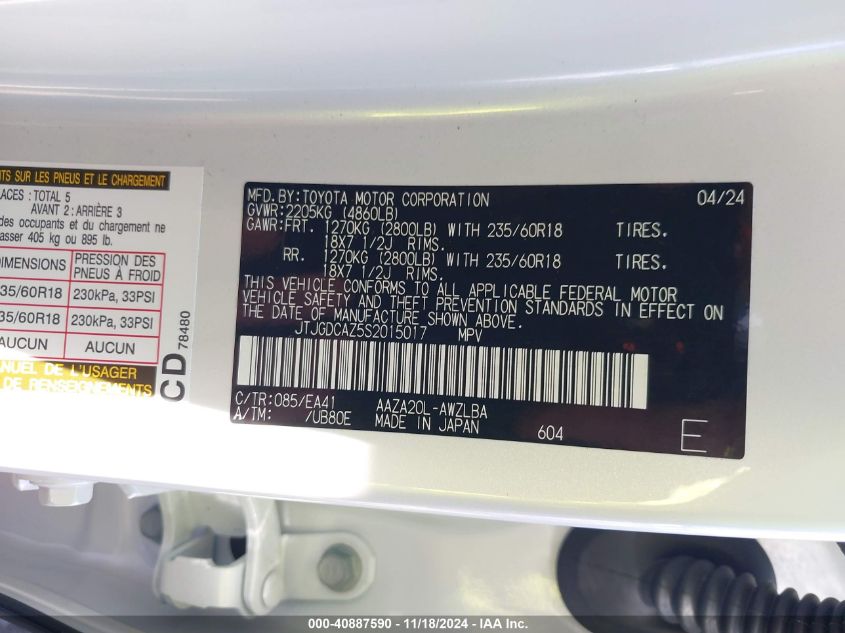 NTS SUR LES PNEUS ET LE CHARGEMENT
LACES : TOTAL 5
AVANT 2 : ARRIÈRE 3
des occupants et du chargement ne
asser 405 kg ou 895 lb.
DIMENSIONS PRESSION DES PNEUS À FROID
35/60R18 230kPa, 33PSI
35/60R18 230kPa, 33PSI
AUCUN AUCUN
NUEL DE L'USAGER
DE RENSEIGNEMENTS
CD 78480
MFD.BY:TOYOTA MOTOR CORPORATION 04/24
GVWR:2205KG (4860LB)
GAWR:FRT. 1270KG (2800LB) WITH 235/60R18 TIRES.
18X7 1/2J RIMS.
RR. 1270KG (2800LB) WITH 235/60R18 TIRES.
18X7 1/2J RIMS.
THIS VEHICLE CONFORMS TO ALL APPLICABLE FEDERAL MOTOR
VEHICLE SAFETY AND THEFT PREVENTION STANDARDS IN EFFECT ON
THE DATE OF MANUFACTURE SHOWN ABOVE.
JTJGDCAZ5S2015017 MPV
C/TR:085/EA41 AAZA20L-AWZLBA
A/TM: /UB80E MADE IN JAPAN 604 E
000-40887590 - 11/18/2024 - IAA Inc.